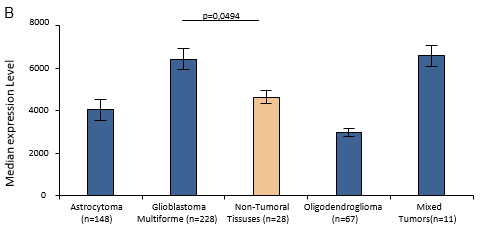 B
p=0,0494
Median expression Level
8000
6000
4000
2000
0
Astrocytoma
(n=148)
Glioblastoma
Multiforme (n=228)
Non-Tumoral
Tissuses (n=28)
Oligodendroglioma
(n=67)
Mixed
Tumors(n=11)